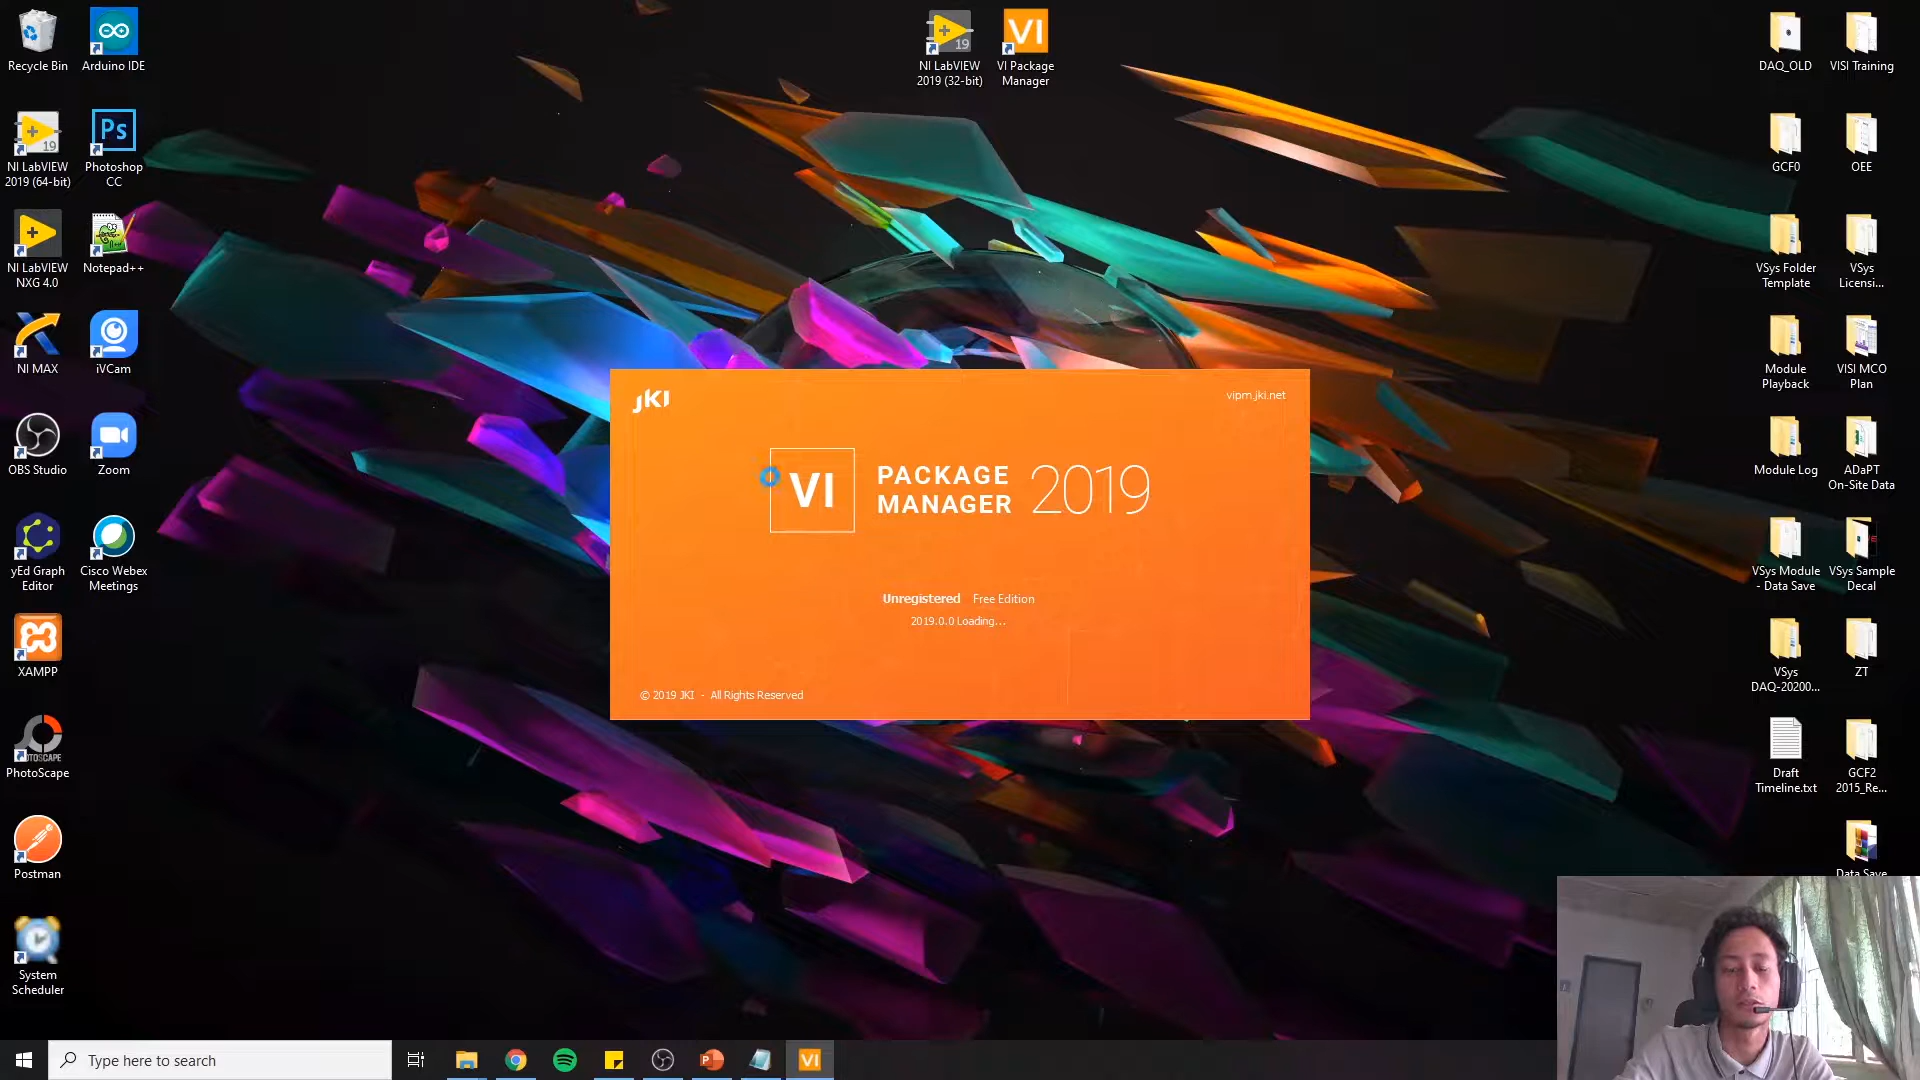 Recycle Bin
Arduino IDE
NI LabVIEW
2019 (64-bit)
Photoshop
CC
NI LabVIEW
NXG 4.0
Notepad++
NI MAX
iVCam
OBS Studio
Zoom
yEd Graph
Editor
Cisco Webex
Meetings
XAMPP
PhotoScape
Postman
System
Scheduler
NI LabVIEW
2019 (32-bit)
VI Package
Manager
DAQ_OLD
VISI Training
GCF0
OEE
VSys Folder
Template
VSys
Licensi...
Module
Playback
VISI MCO
Plan
Module Log
ADaPT
On-Site Data
VSys Module
- Data Save
VSys Sample
Decal
VSys
DAQ-20200...
ZT
Draft
Timeline.txt
GCF2
2015_Re...
Data Save
JKI
vipm.jki.net
VI
PACKAGE
MANAGER 2019
Unregistered Free Edition
2019.0.0 Loading...
© 2019 JKI - All Rights Reserved
Type here to search